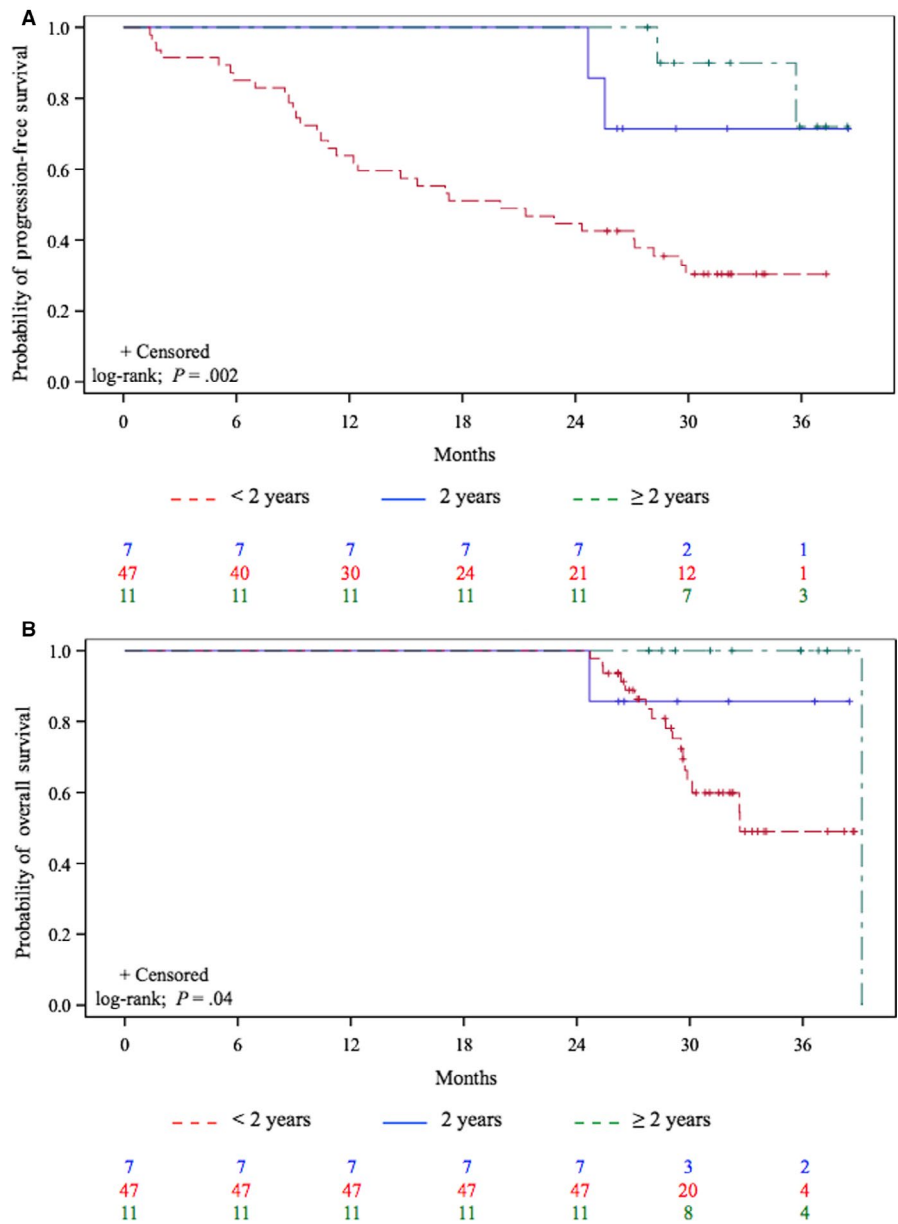 A
Probability of progression-free survival
1.0
0.8
0.6
0.4
0.2
0.0
+ Censored
log-rank; P = .002
0 6 12 18 24 30 36
Months
< 2 years 2 years ≥ 2 years
7 7 7 7 7 2 1
47 40 30 24 21 12 1
11 11 11 11 11 7 3
B
Probability of overall survival
1.0
0.8
0.6
0.4
0.2
0.0
+ Censored
log-rank; P = .04
0 6 12 18 24 30 36
Months
< 2 years 2 years ≥ 2 years
7 7 7 7 7 3 2
47 47 47 47 47 20 4
11 11 11 11 11 8 4